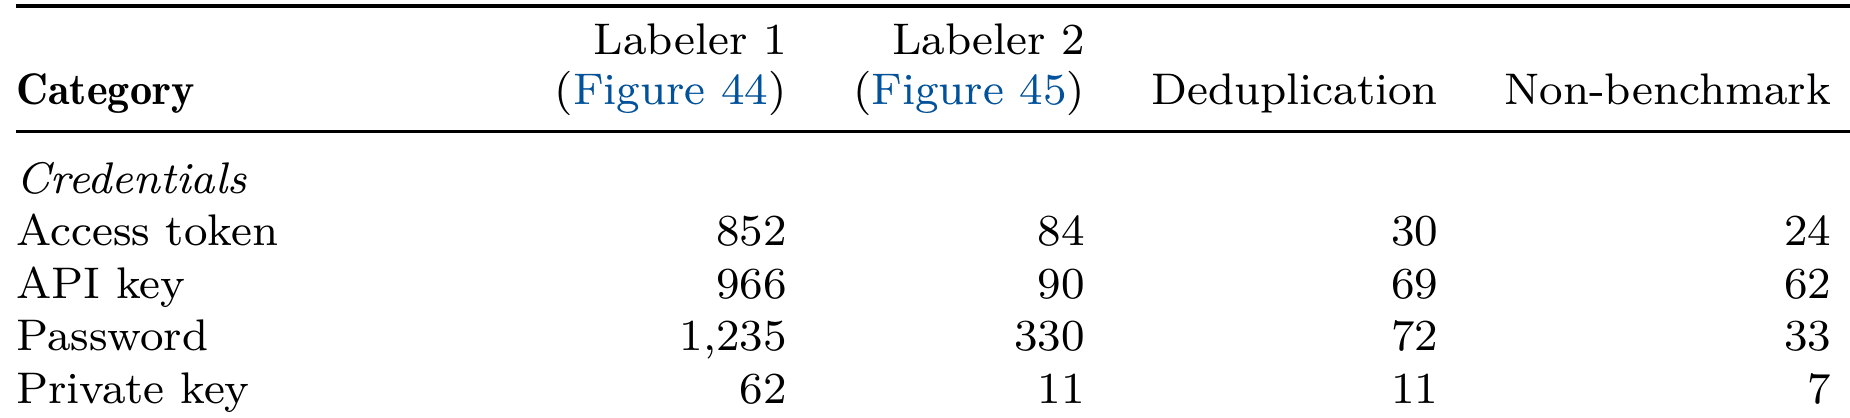 Labeler 1 Labeler 2
Category (Figure 44) (Figure 45) Deduplication Non-benchmark
Credentials
Access token 852 84 30 24
API key 966 90 69 62
Password 1,235 330 72 33
Private key 62 11 11 7